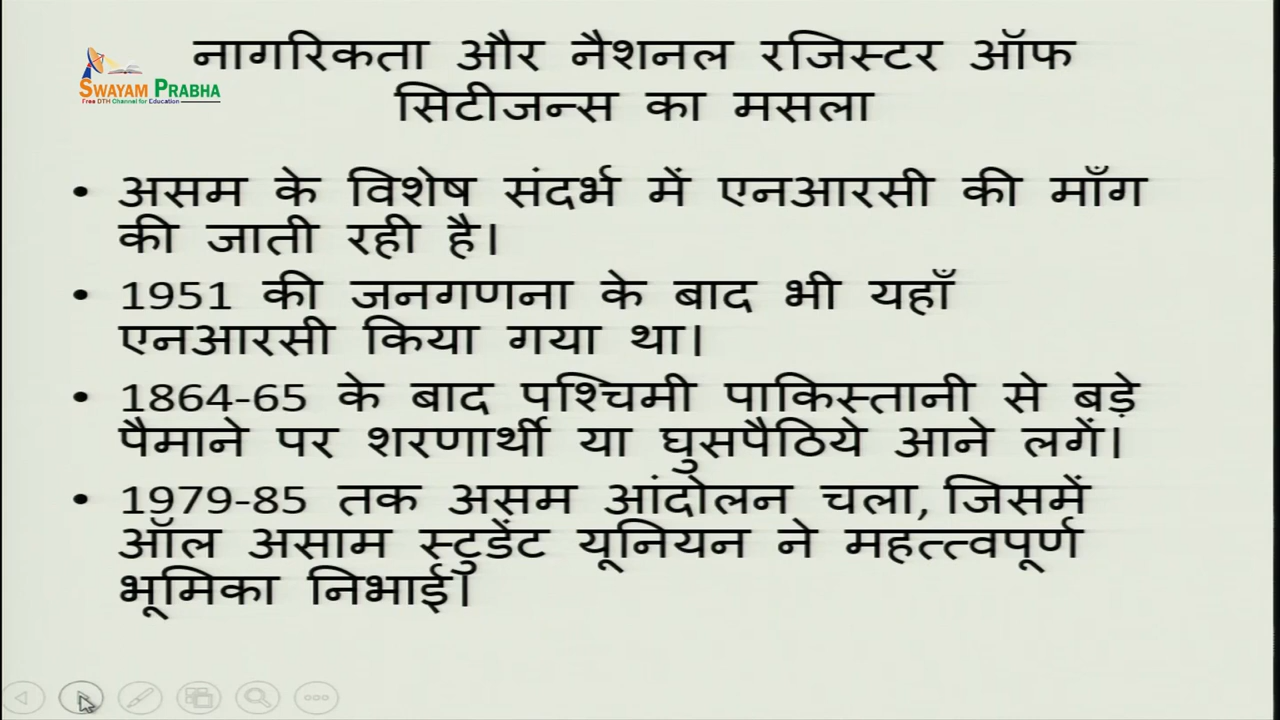 नागरिकता और नैशनल रजिस्टर ऑफ
सिटीजन्स का मसला
SWAYAM PRABHA
Free DTH Channel for Education
• असम के विशेष संदर्भ में एनआरसी की माँग
की जाती रही है।
• 1951 की जनगणना के बाद भी यहाँ
एनआरसी किया गया था।
• 1864-65 के बाद पश्चिमी पाकिस्तानी से बड़े
पैमाने पर शरणार्थी या घुसपैठिये आने लगें।
• 1979-85 तक असम आंदोलन चला, जिसमें
ऑल असाम स्टुडेंट यूनियन ने महत्त्वपूर्ण
भूमिका निभाई।